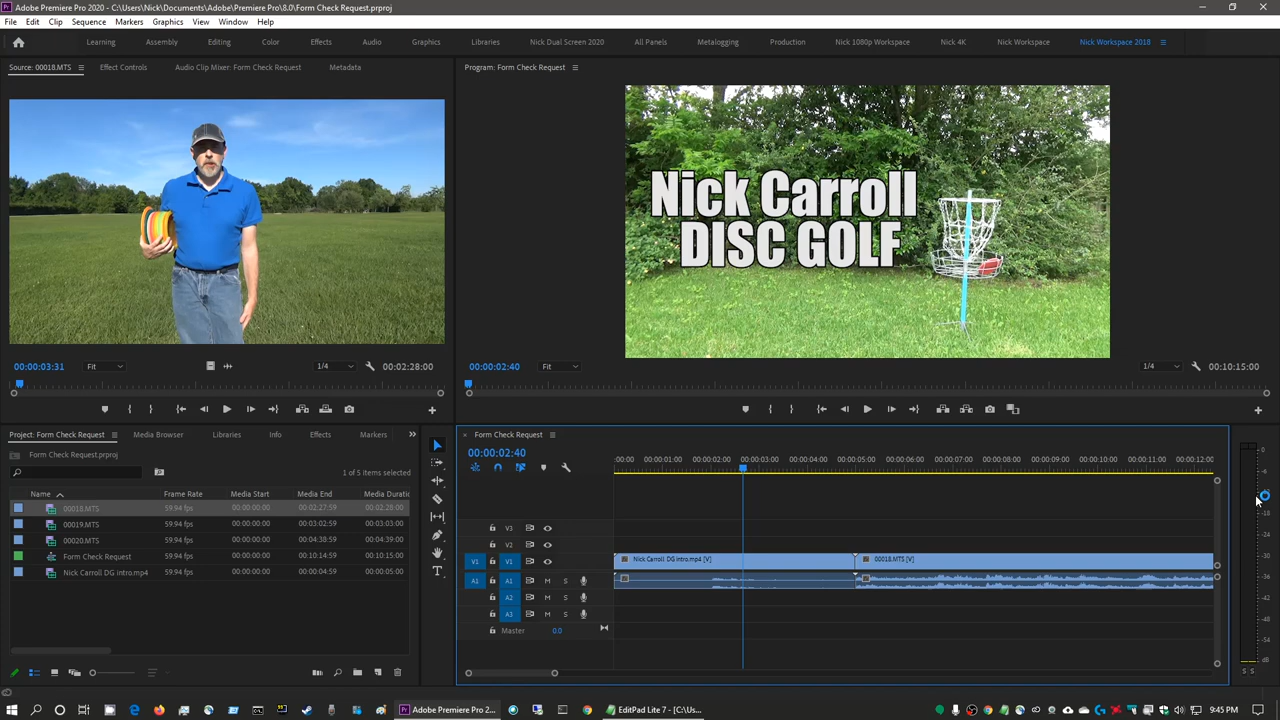 Adobe Premiere Pro 2020 - C:\Users\Nick\Documents\Adobe\Premiere Pro\8.0\Form Check Request.prproj
File Edit Clip Sequence Markers Graphics View Window Help
Learning Assembly Editing Color Effects Audio Graphics Libraries Nick Dual Screen 2020 All Panels Metalogging Production Nick 1080p Workspace Nick 4K Nick Workspace Nick Workspace 2018
Source: 00018.MTS Effect Controls Audio Clip Mixer: Form Check Request Metadata
Program: Form Check Request
Nick Carroll
DISC GOLF
00:00:03:31 Fit 1/4 00:02:28:00
00:00:02:40 Fit 1/4 00:10:15:00
Project: Form Check Request Media Browser Libraries Info Effects Markers
Form Check Request.prproj
1 of 5 items selected
Name Frame Rate Media Start Media End Media Duratic
00018.MTS 59.94 fps 00:00:00:00 00:02:27:59 00:02:28:00
00019.MTS 59.94 fps 00:00:00:00 00:03:02:59 00:03:03:00
00020.MTS 59.94 fps 00:00:00:00 00:04:38:59 00:04:39:00
Form Check Request 59.94 fps 00:00:00:00 00:10:14:59 00:10:15:00
Nick Carroll DG intro.mp4 59.94 fps 00:00:00:00 00:00:04:59 00:00:05:00
Form Check Request
00:00:02:40
:00:00 00:00:01:00 00:00:02:00 00:00:03:00 00:00:04:00 00:00:05:00 00:00:06:00 00:00:07:00 00:00:08:00 00:00:09:00 00:00:10:00 00:00:11:00 00:00:12:00
V3
V2
V1 V1 Nick Carroll DG intro.mp4 [V] 00018.MTS [V]
A1 A1 M S
A2 M S
A3 M S
Master 0.0
0
-6
-18
-24
-30
-36
-42
-48
-54
dB
S S
Adobe Premiere Pro 2... EditPad Lite 7 - [C:\Us... 9:45 PM